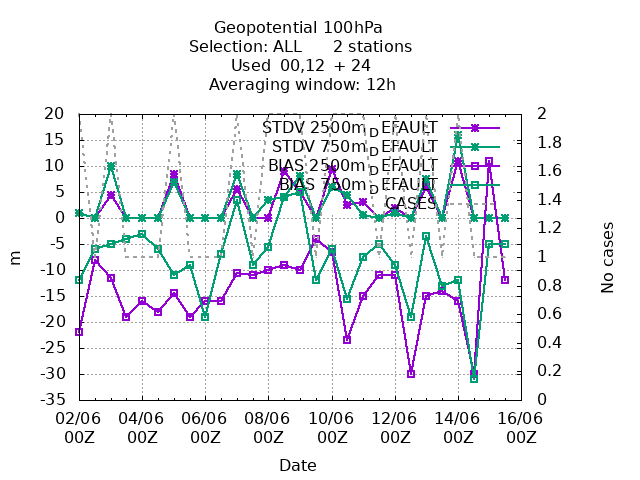 Geopotential 100hPa
Selection: ALL 2 stations
Used 00,12 + 24
Averaging window: 12h
20 2
STDV 2500m_DEFAULT
15 1.8
STDV 750m_DEFAULT
10 1.6
BIAS 2500m_DEFAULT
5 1.4
BIAS 750m_DEFAULT
CASES
0 1.2
-5 1
-10 0.8
-15 0.6
-20 0.4
-25 0.2
-30 0
-35
m
No cases
02/06 04/06 06/06 08/06 10/06 12/06 14/06 16/06
00Z 00Z 00Z 00Z 00Z 00Z 00Z 00Z
Date